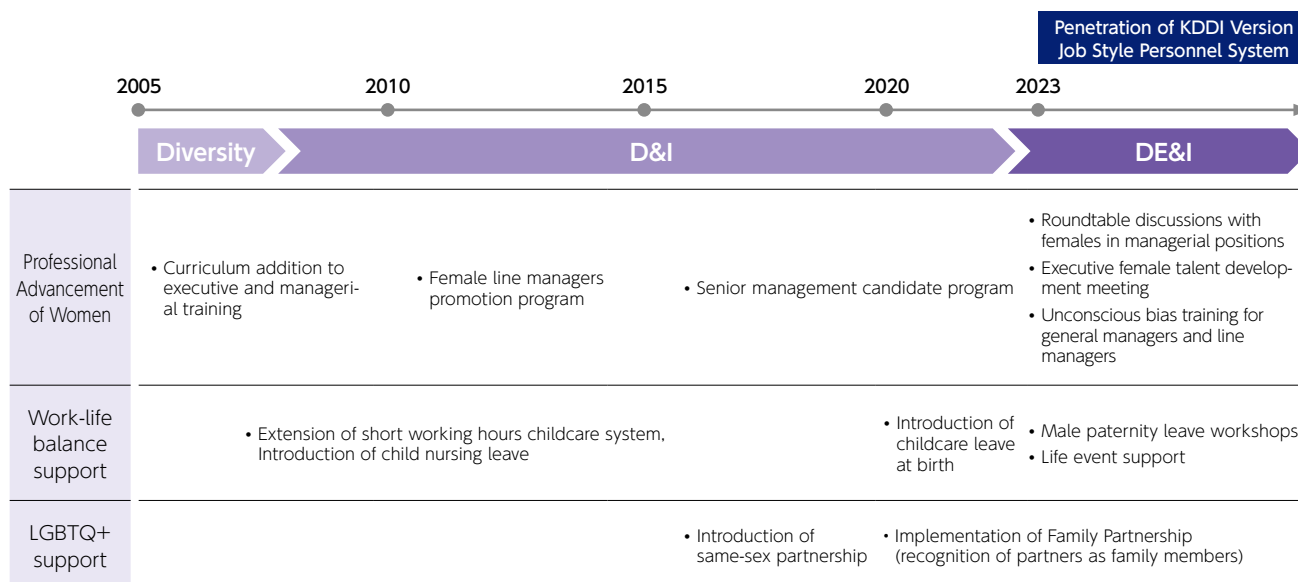 Penetration of KDDI Version
Job Style Personnel System
2005
2010
2015
2020
2023
Diversity
D&I
DE&I
Professional
Advancement
of Women
• Curriculum addition to
executive and manageri-
al training
• Female line managers
promotion program
• Senior management candidate program
• Roundtable discussions with
females in managerial positions
• Executive female talent develop-
ment meeting
• Unconscious bias training for
general managers and line
managers
Work-life
balance
support
• Extension of short working hours childcare system,
Introduction of child nursing leave
• Introduction of
childcare leave
at birth
• Male paternity leave workshops
• Life event support
LGBTQ+
support
• Introduction of
same-sex partnership
• Implementation of Family Partnership
(recognition of partners as family members)